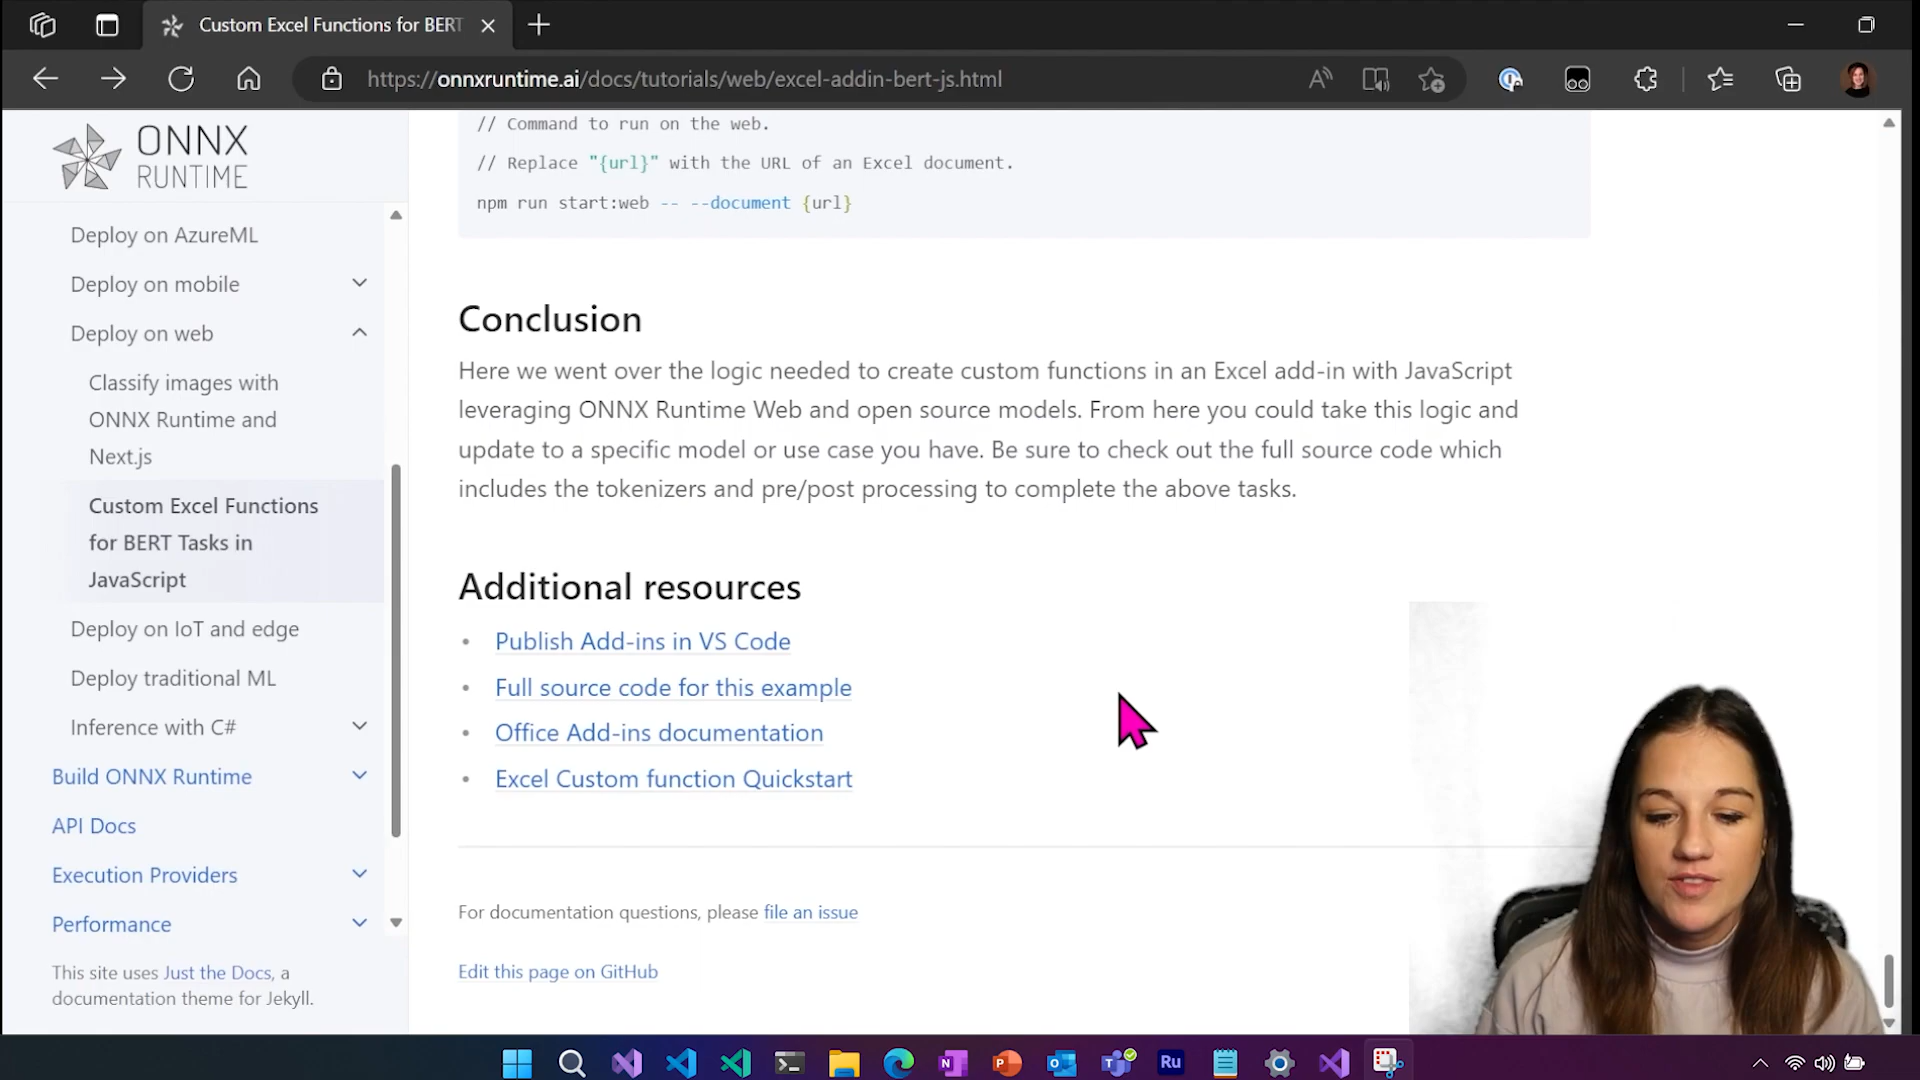 Custom Excel Functions for BERT
https://onnxruntime.ai/docs/tutorials/web/excel-addin-bert-js.html
ONNX
RUNTIME
Deploy on AzureML
Deploy on mobile
Deploy on web
Classify images with
ONNX Runtime and
Next.js
Custom Excel Functions
for BERT Tasks in
JavaScript
Deploy on IoT and edge
Deploy traditional ML
Inference with C#
Build ONNX Runtime
API Docs
Execution Providers
Performance
This site uses Just the Docs, a
documentation theme for Jekyll.
// Command to run on the web.
// Replace "{url}" with the URL of an Excel document.
npm run start:web -- --document {url}
Conclusion
Here we went over the logic needed to create custom functions in an Excel add-in with JavaScript
leveraging ONNX Runtime Web and open source models. From here you could take this logic and
update to a specific model or use case you have. Be sure to check out the full source code which
includes the tokenizers and pre/post processing to complete the above tasks.
Additional resources
• Publish Add-ins in VS Code
• Full source code for this example
• Office Add-ins documentation
• Excel Custom function Quickstart
For documentation questions, please file an issue
Edit this page on GitHub
Ru